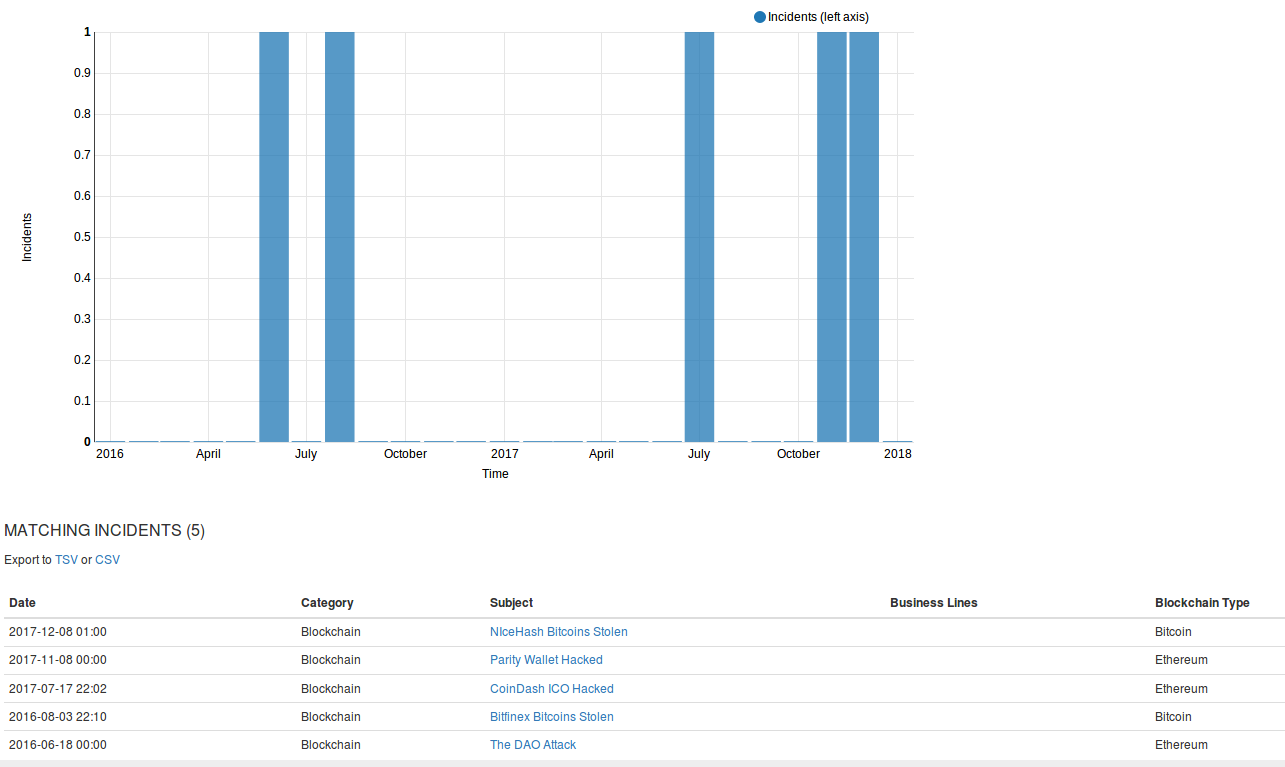 Incidents (left axis)
1
0.9
0.8
0.7
0.6
0.5
0.4
0.3
0.2
0.1
0
Incidents
2016 April July October 2017 April July October 2018
Time
MATCHING INCIDENTS (5)
Export to TSV or CSV
Date Category Subject Business Lines Blockchain Type
2017-12-08 01:00 Blockchain NIceHash Bitcoins Stolen Bitcoin
2017-11-08 00:00 Blockchain Parity Wallet Hacked Ethereum
2017-07-17 22:02 Blockchain CoinDash ICO Hacked Ethereum
2016-08-03 22:10 Blockchain Bitfinex Bitcoins Stolen Bitcoin
2016-06-18 00:00 Blockchain The DAO Attack Ethereum